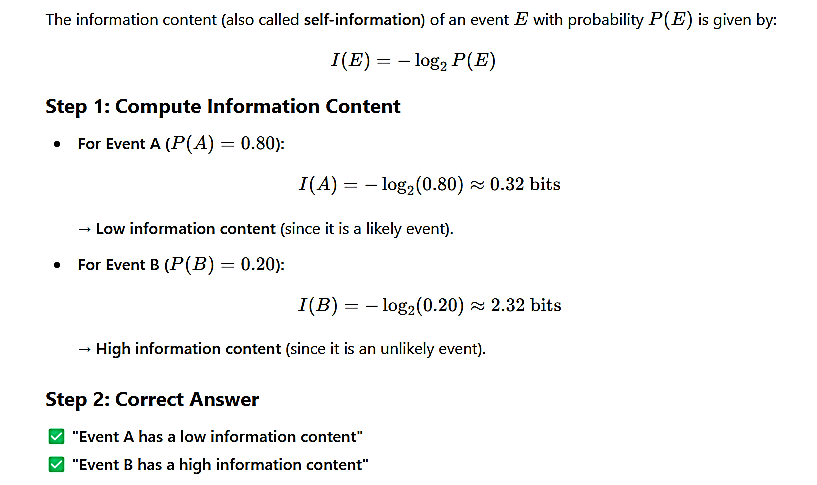 The information content (also called self-information) of an event E with probability P(E) is given by:
I(E) = − log₂ P(E)
Step 1: Compute Information Content
• For Event A (P(A) = 0.80):
I(A) = − log₂(0.80) ≈ 0.32 bits
→ Low information content (since it is a likely event).
• For Event B (P(B) = 0.20):
I(B) = − log₂(0.20) ≈ 2.32 bits
→ High information content (since it is an unlikely event).
Step 2: Correct Answer
✅ "Event A has a low information content"
✅ "Event B has a high information content"